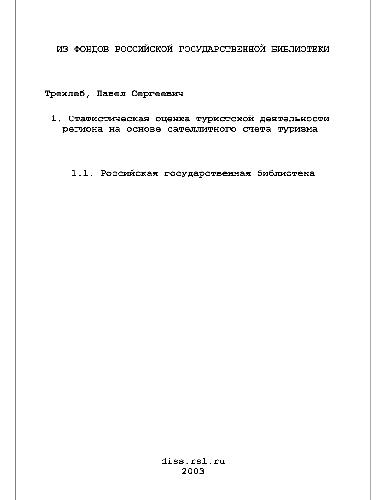 ИЗ ФОНДОВ РОССИЙСКОЙ ГОСУДАРСТВЕННОЙ БИБЛИОТЕКИ
Трехлеб, Павел Сергеевич
1. Статистическая оценка туристской деятельности
региона на основе сателлитного счета туризма
1.1. Российская государственная библиотека
diss.rsl.ru
2003